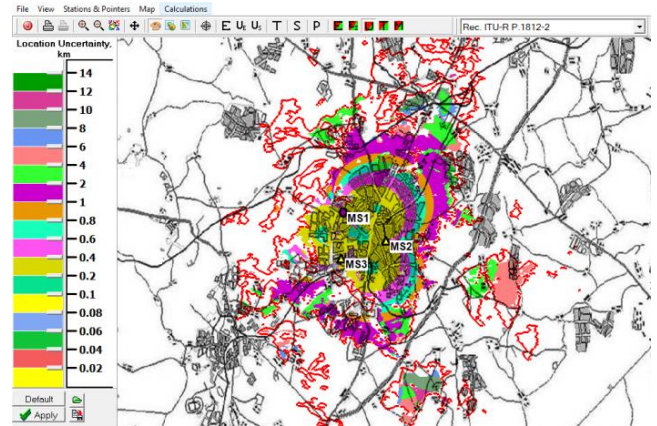 File View Stations & Pointers Map Calculations
E Uε Us T S P Rec. ITU-R P.1812-2
Location Uncertainty,
km
14
12
10
8
6
4
2
1
0.8
0.6
0.4
0.2
0.1
0.08
0.06
0.04
0.02
MS1
MS2
MS3
Default
Apply